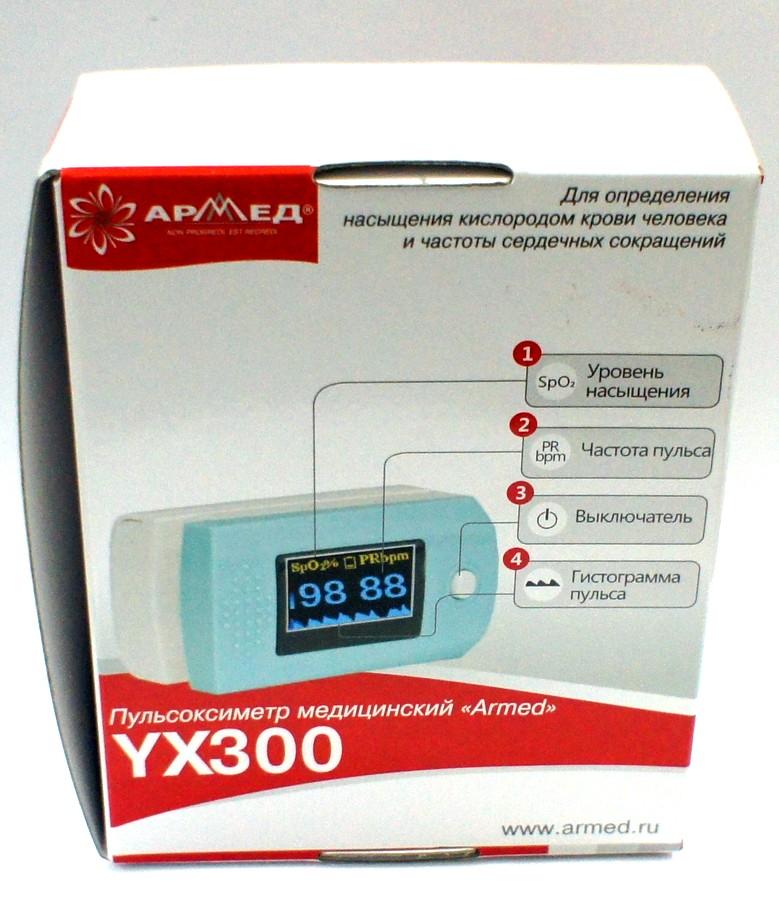 АРМЕД®
NON PROGREDI, EST REGREDI
Для определения
насыщения кислородом крови человека
и частоты сердечных сокращений
1
SpO₂
Уровень
насыщения
2
PR
bpm
Частота пульса
3
Выключатель
4
Гистограмма
пульса
SpO₂% PRbpm
98 88
Пульсоксиметр медицинский «Armed»
YX300
www.armed.ru